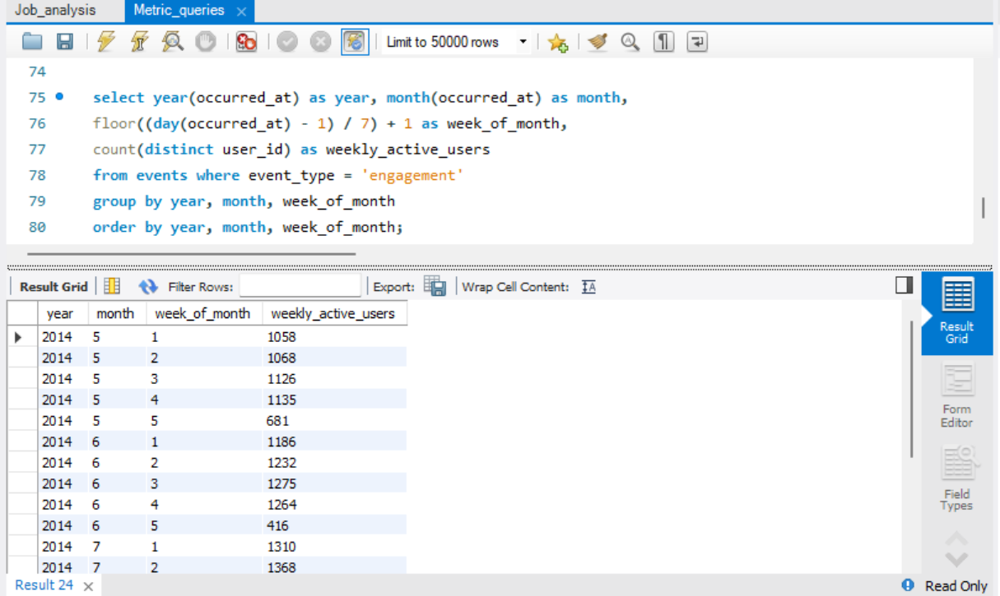 Job_analysis Metric_queries ×
Limit to 50000 rows
74
75 select year(occurred_at) as year, month(occurred_at) as month,
76 floor((day(occurred_at) - 1) / 7) + 1 as week_of_month,
77 count(distinct user_id) as weekly_active_users
78 from events where event_type = 'engagement'
79 group by year, month, week_of_month
80 order by year, month, week_of_month;
Result Grid Filter Rows: Export: Wrap Cell Content: IA
year month week_of_month weekly_active_users
2014 5 1 1058
2014 5 2 1068
2014 5 3 1126
2014 5 4 1135
2014 5 5 681
2014 6 1 1186
2014 6 2 1232
2014 6 3 1275
2014 6 4 1264
2014 6 5 416
2014 7 1 1310
2014 7 2 1368
Result
Grid
Form
Editor
Field
Types
Result 24 × Read Only